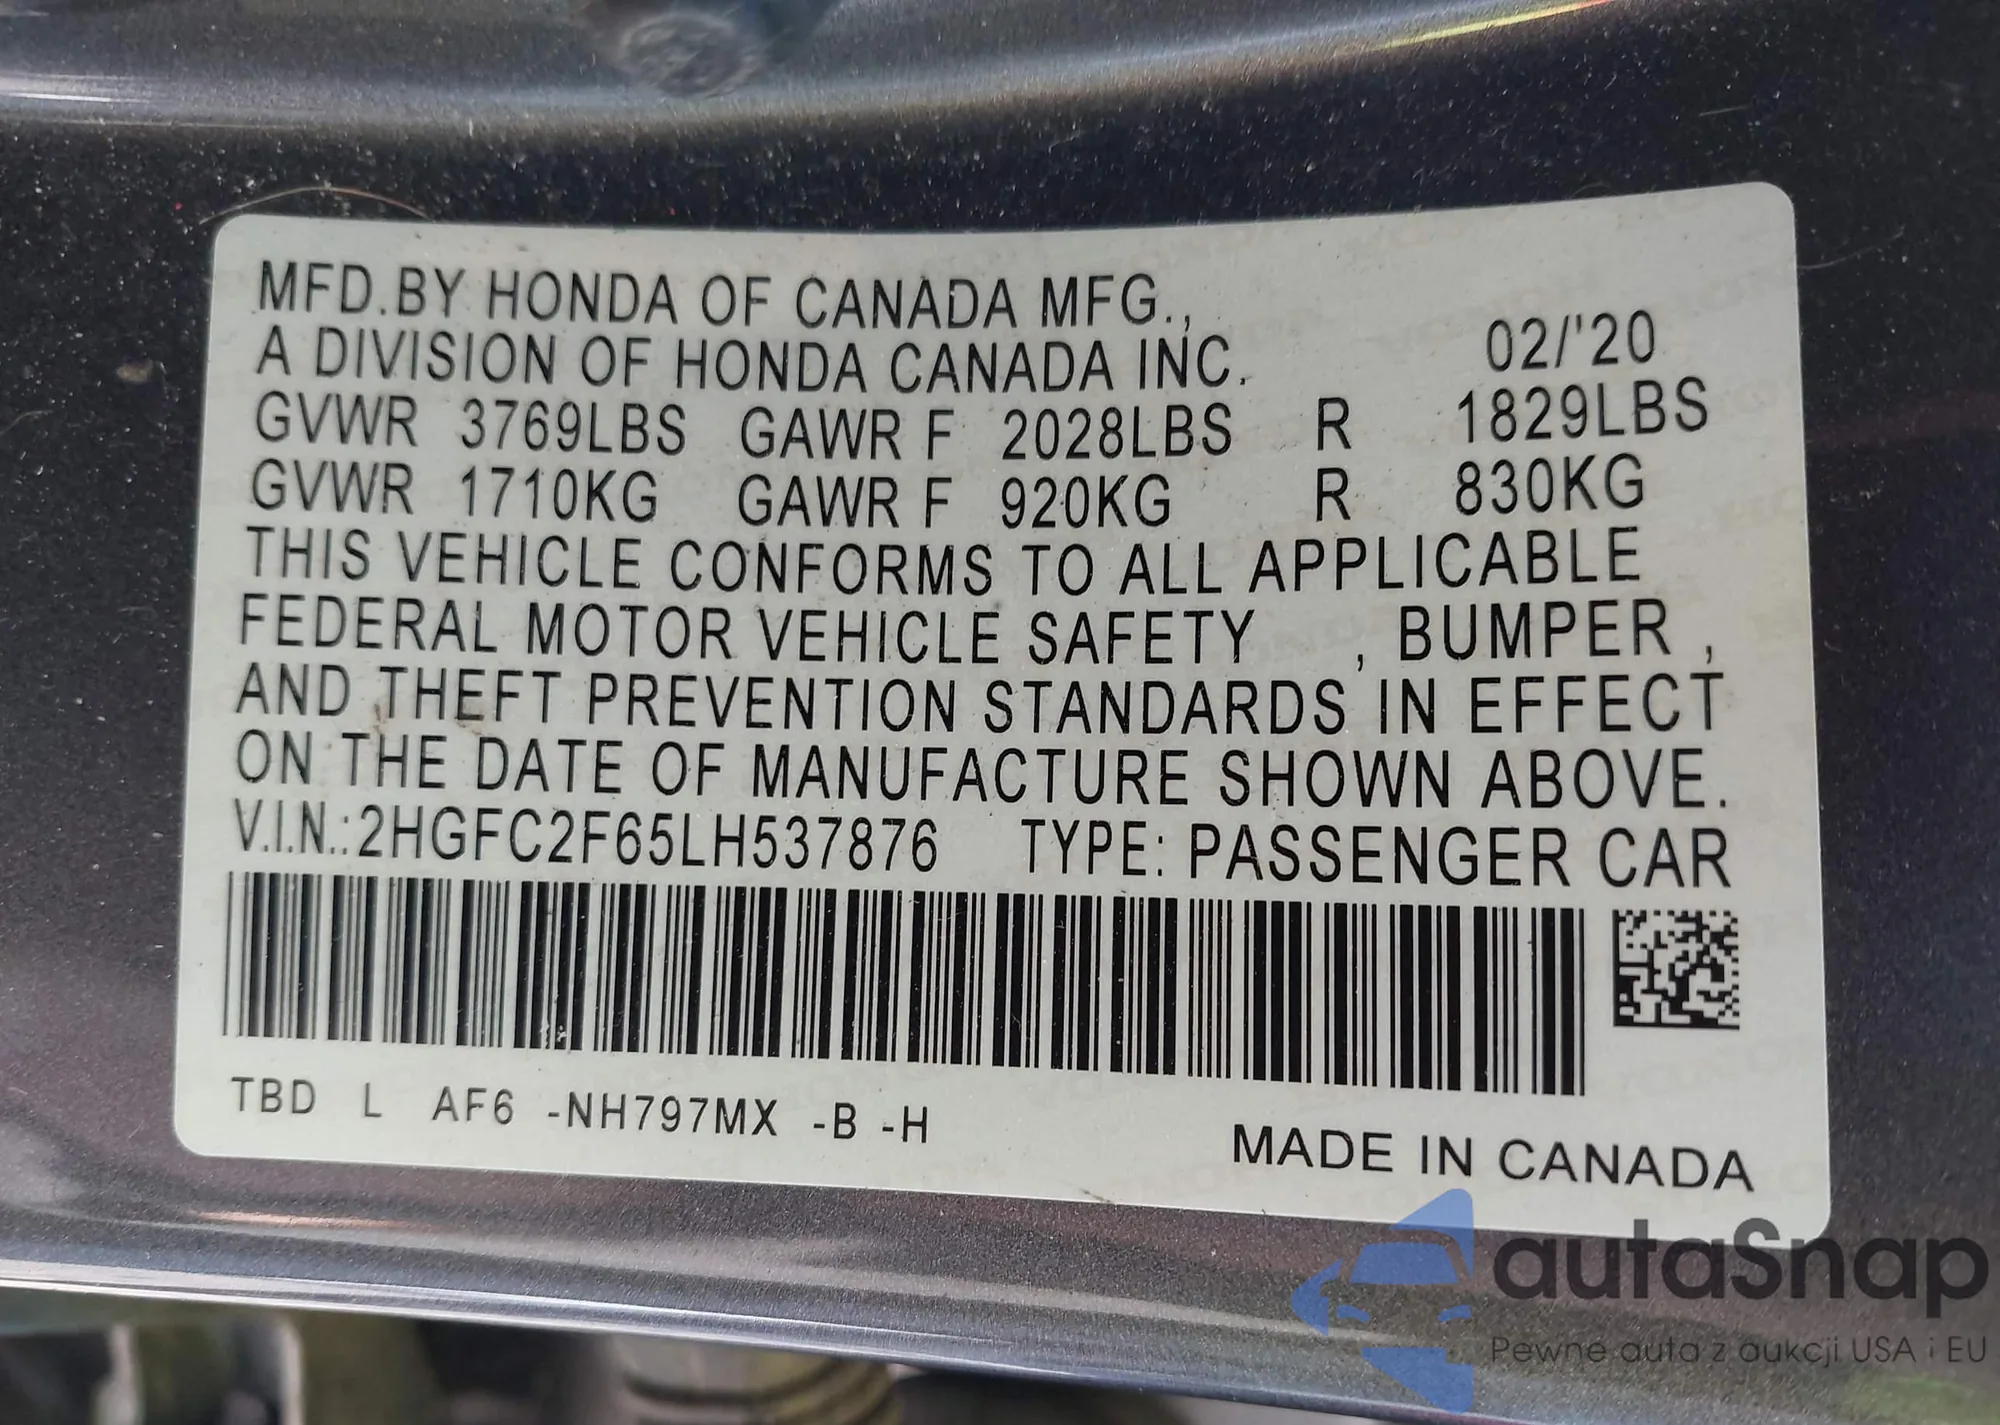 MFD.BY HONDA OF CANADA MFG.,
A DIVISION OF HONDA CANADA INC. 02/'20
GVWR 3769LBS GAWR F 2028LBS R 1829LBS
GVWR 1710KG GAWR F 920KG R 830KG
THIS VEHICLE CONFORMS TO ALL APPLICABLE
FEDERAL MOTOR VEHICLE SAFETY , BUMPER ,
AND THEFT PREVENTION STANDARDS IN EFFECT
ON THE DATE OF MANUFACTURE SHOWN ABOVE.
V.I.N.:2HGFC2F65LH537876 TYPE: PASSENGER CAR
TBD L AF6 -NH797MX -B -H
MADE IN CANADA
autaSnap
Pewne auta z aukcji USA i EU